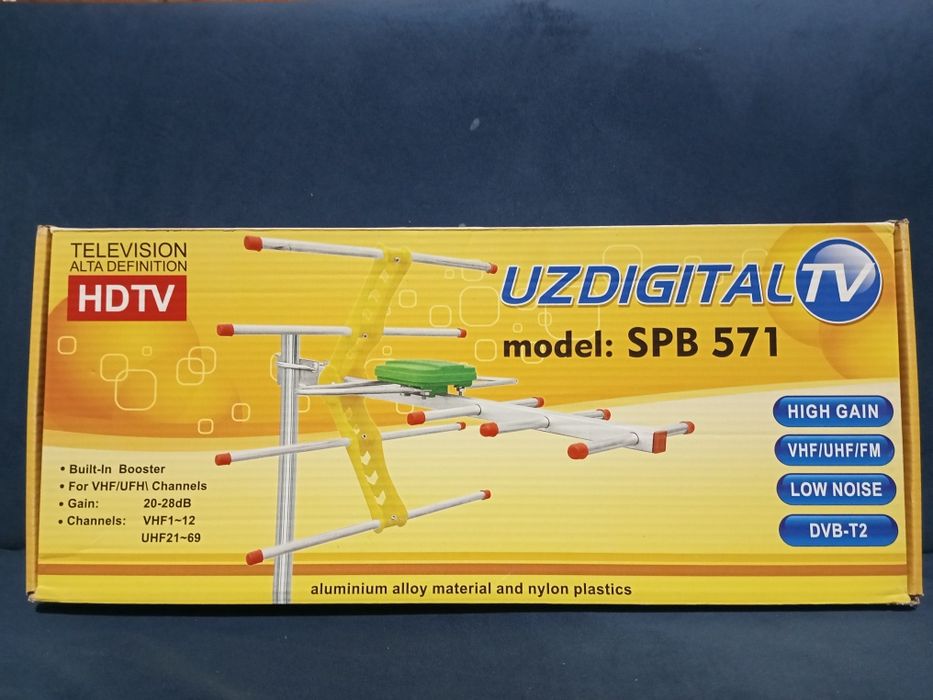 TELEVISION
ALTA DEFINITION
HDTV
UZDIGITAL TV
model: SPB 571
HIGH GAIN
VHF/UHF/FM
LOW NOISE
DVB-T2
• Built-In Booster
• For VHF/UFH\ Channels
• Gain: 20-28dB
• Channels: VHF1~12
UHF21~69
aluminium alloy material and nylon plastics